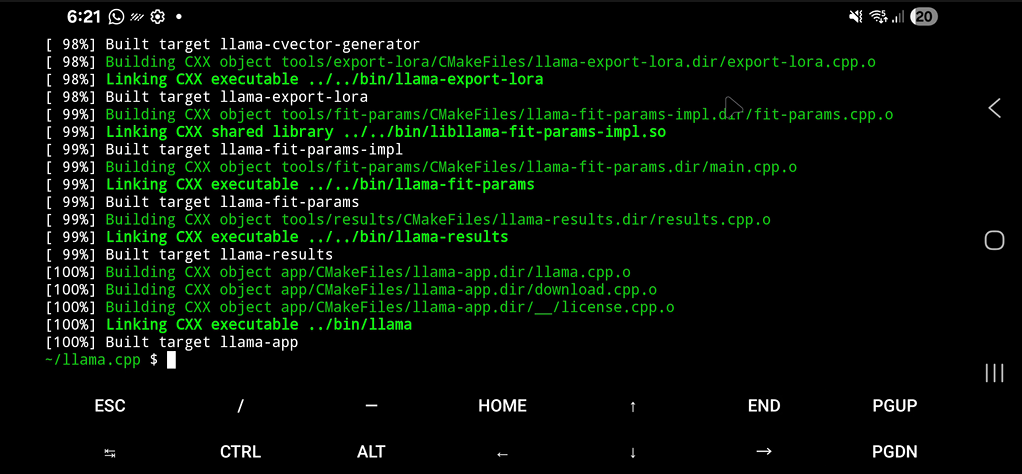 6:21 20
[ 98%] Built target llama-cvector-generator
[ 98%] Building CXX object tools/export-lora/CMakeFiles/llama-export-lora.dir/export-lora.cpp.o
[ 98%] Linking CXX executable ../../bin/llama-export-lora
[ 98%] Built target llama-export-lora
[ 99%] Building CXX object tools/fit-params/CMakeFiles/llama-fit-params-impl.dir/fit-params.cpp.o
[ 99%] Linking CXX shared library ../../bin/libllama-fit-params-impl.so
[ 99%] Built target llama-fit-params-impl
[ 99%] Building CXX object tools/fit-params/CMakeFiles/llama-fit-params.dir/main.cpp.o
[ 99%] Linking CXX executable ../../bin/llama-fit-params
[ 99%] Built target llama-fit-params
[ 99%] Building CXX object tools/results/CMakeFiles/llama-results.dir/results.cpp.o
[ 99%] Linking CXX executable ../../bin/llama-results
[ 99%] Built target llama-results
[100%] Building CXX object app/CMakeFiles/llama-app.dir/llama.cpp.o
[100%] Building CXX object app/CMakeFiles/llama-app.dir/download.cpp.o
[100%] Building CXX object app/CMakeFiles/llama-app.dir/__/license.cpp.o
[100%] Linking CXX executable ../bin/llama
[100%] Built target llama-app
~/llama.cpp $
ESC / — HOME ↑ END PGUP
↹ CTRL ALT ← ↓ → PGDN